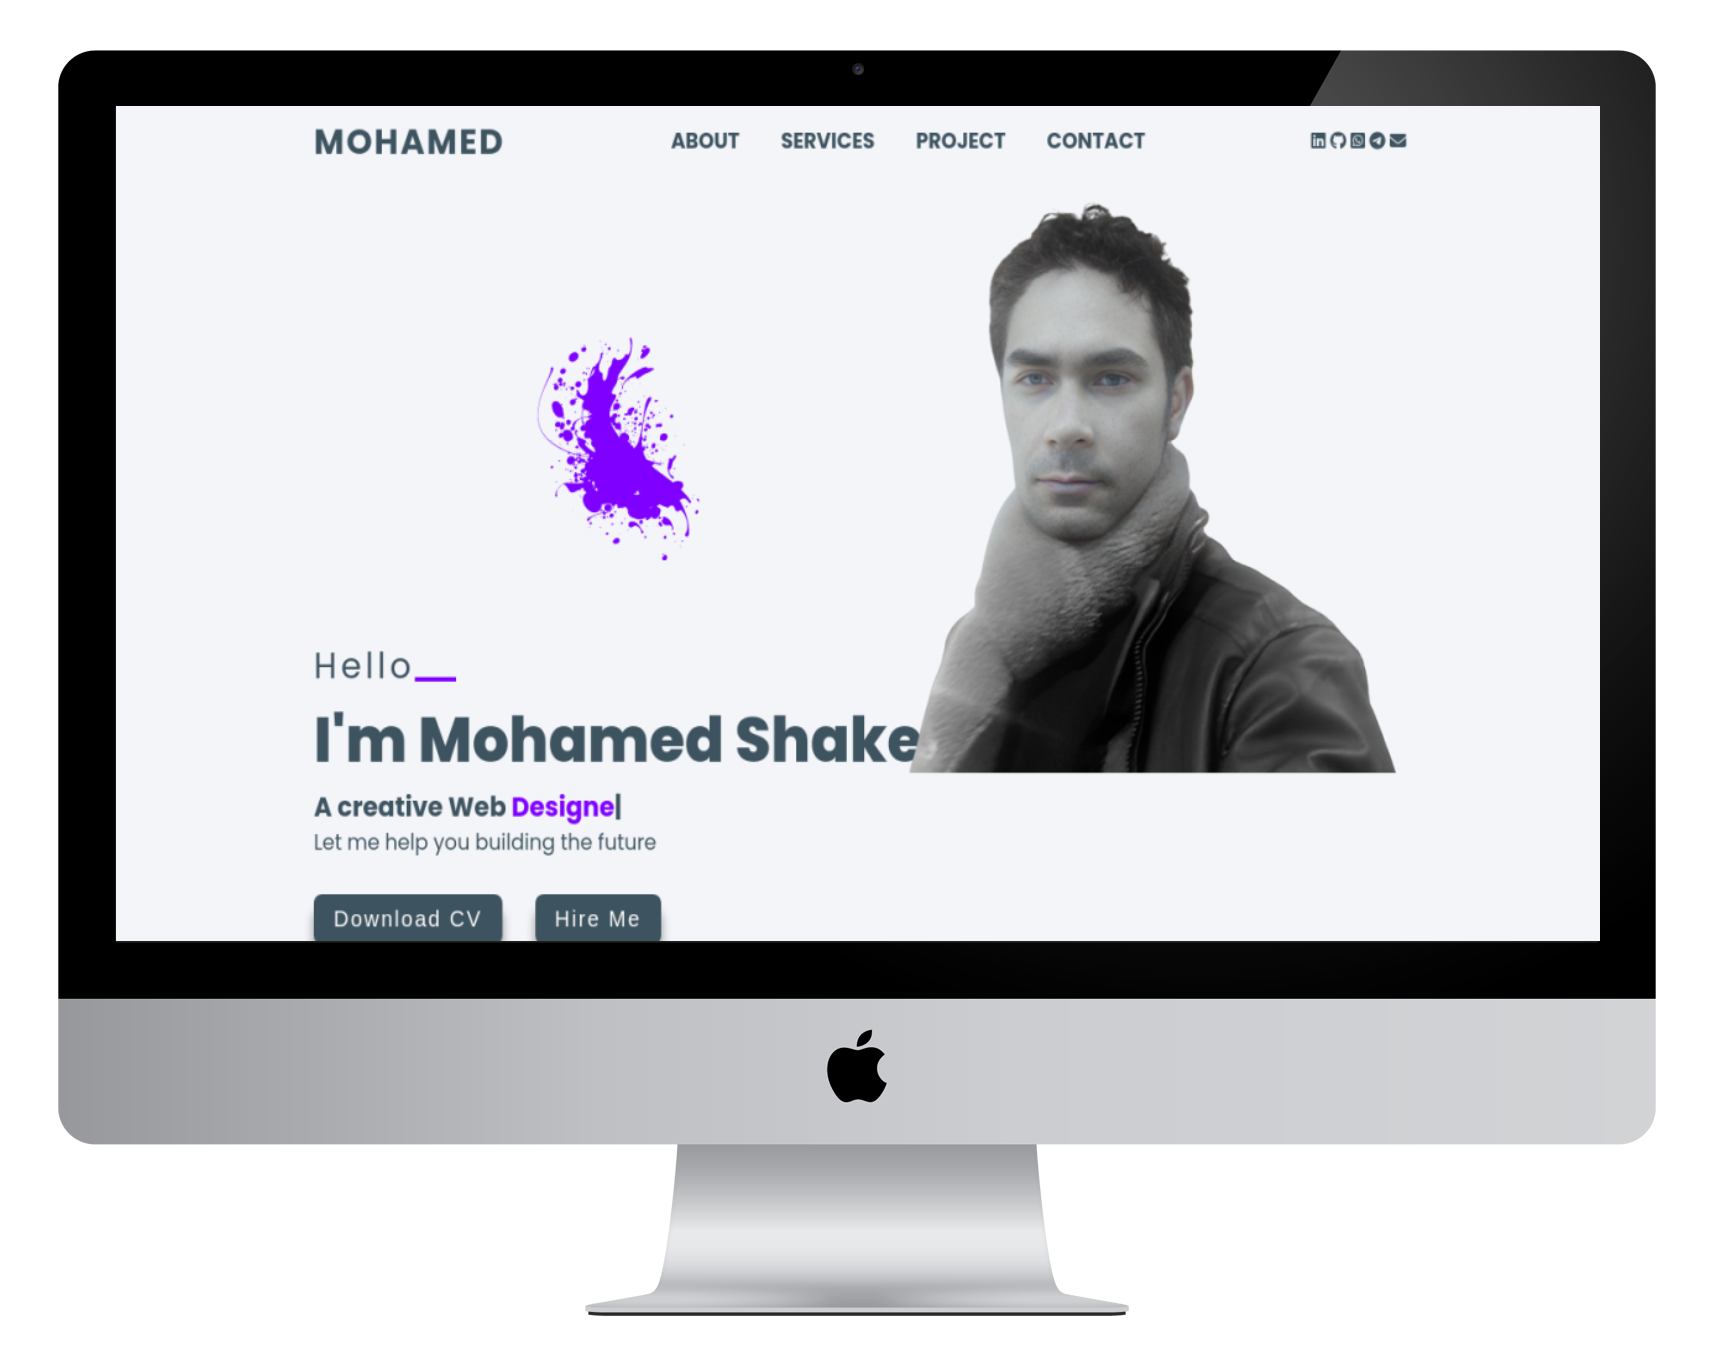 MOHAMED
ABOUT SERVICES PROJECT CONTACT
Hello
I'm Mohamed Shake
A creative Web Designe|
Let me help you building the future
Download CV Hire Me